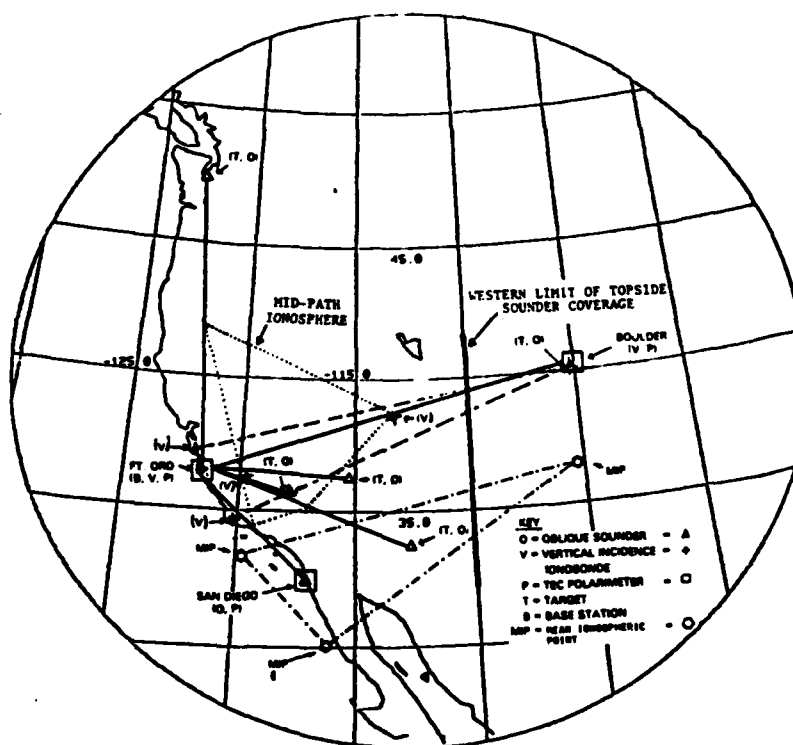 (T, O)
45.0
MID-PATH
IONOSPHERE
WESTERN LIMIT OF TOPSIDE
SOUNDER COVERAGE
(T, O)
BOULDER
(V P)
-125.0
-115.0
(V)
(V)
FT ORD
(B, V, P)
(T, O)
(V)
(T, O)
MIP
(V)
35.0
(T, O)
MIP
SAN DIEGO
(O, P)
MIP
KEY
O = OBLIQUE SOUNDER - △
V = VERTICAL INCIDENCE - +
IONOSONDE
P = TEC POLARIMETER - □
T = TARGET
B = BASE STATION
MIP = MEAN IONOSPHERIC - ○
POINT